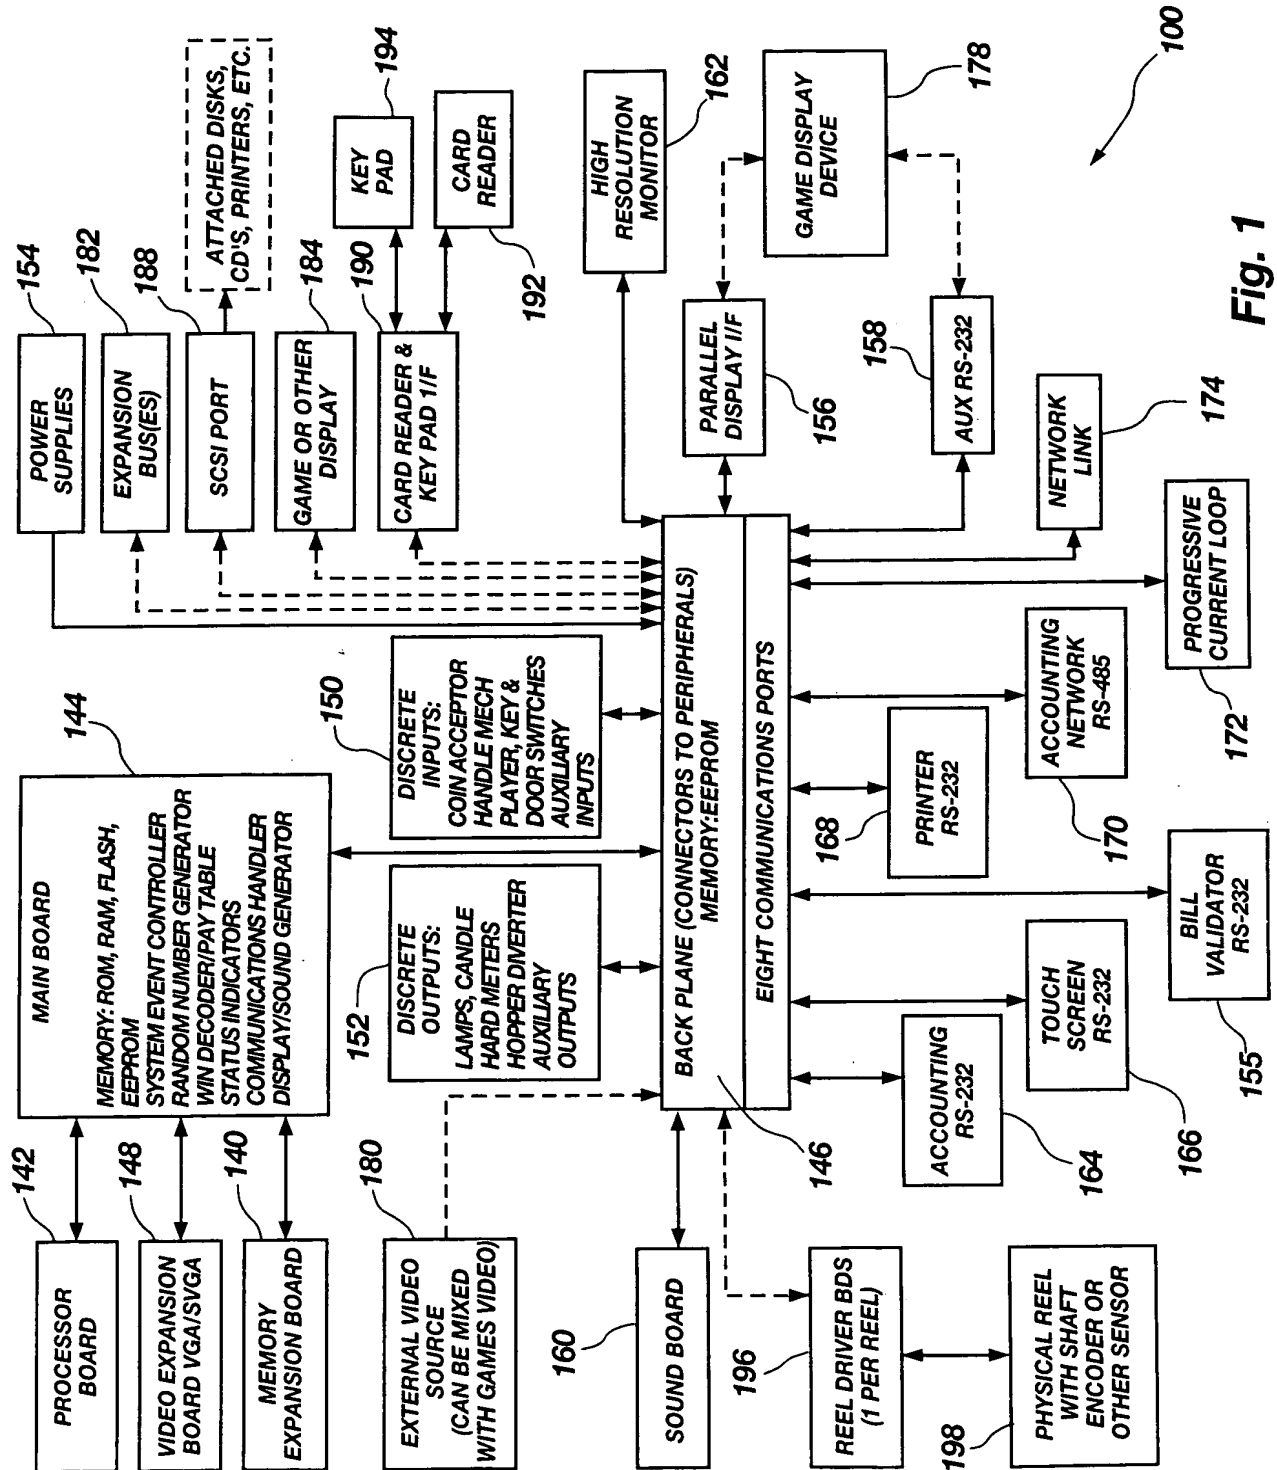 142
PROCESSOR
BOARD
148
VIDEO EXPANSION
BOARD VGA/SVGA
140
MEMORY
EXPANSION BOARD
144
MAIN BOARD
MEMORY: ROM, RAM, FLASH,
EEPROM
SYSTEM EVENT CONTROLLER
RANDOM NUMBER GENERATOR
WIN DECODER/PAY TABLE
STATUS INDICATORS
COMMUNICATIONS HANDLER
DISPLAY/SOUND GENERATOR
154
POWER
SUPPLIES
182
EXPANSION
BUS(ES)
188
SCSI PORT
ATTACHED DISKS,
CD'S, PRINTERS, ETC.
184
GAME OR OTHER
DISPLAY
190
CARD READER &
KEY PAD 1/F
194
KEY
PAD
CARD
READER
192
180
EXTERNAL VIDEO
SOURCE
(CAN BE MIXED
WITH GAMES VIDEO)
152
DISCRETE
OUTPUTS:
LAMPS, CANDLE
HARD METERS
HOPPER DIVERTER
AUXILIARY
OUTPUTS
150
DISCRETE
INPUTS:
COIN ACCEPTOR
HANDLE MECH
PLAYER, KEY &
DOOR SWITCHES
AUXILIARY
INPUTS
160
SOUND BOARD
BACK PLANE (CONNECTORS TO PERIPHERALS)
MEMORY:EEPROM
EIGHT COMMUNICATIONS PORTS
146
HIGH
RESOLUTION
MONITOR
162
PARALLEL
DISPLAY I/F
156
GAME DISPLAY
DEVICE
178
158
AUX RS-232
196
REEL DRIVER BDS
(1 PER REEL)
198
PHYSICAL REEL
WITH SHAFT
ENCODER OR
OTHER SENSOR
ACCOUNTING
RS-232
164
TOUCH
SCREEN
RS-232
166
BILL
VALIDATOR
RS-232
155
168
PRINTER
RS-232
ACCOUNTING
NETWORK
RS-485
170
PROGRESSIVE
CURRENT LOOP
172
NETWORK
LINK
174
100
Fig. 1